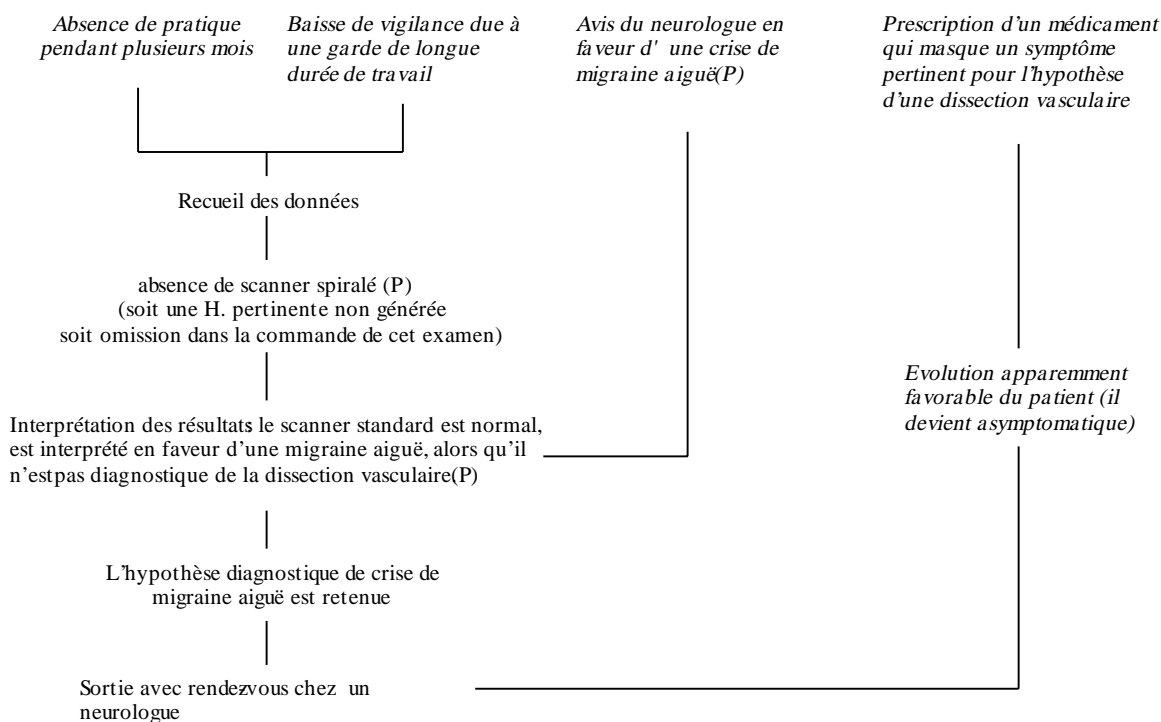 Absence de pratique
pendant plusieurs mois
Baisse de vigilance due à
une garde de longue
durée de travail
Avis du neurologue en
faveur d' une crise de
migraine aiguë(P)
Prescription d'un médicament
qui masque un symptôme
pertinent pour l'hypothèse
d'une dissection vasculaire
Recueil des données
absence de scanner spiralé (P)
(soit une H. pertinente non générée
soit omission dans la commande de cet examen)
Evolution apparemment
favorable du patient (il
devient asymptomatique)
Interprétation des résultats le scanner standard est normal,
est interprété en faveur d'une migraine aiguë, alors qu'il
n'estpas diagnostique de la dissection vasculaire(P)
L'hypothèse diagnostique de crise de
migraine aiguë est retenue
Sortie avec rendez-vous chez un
neurologue